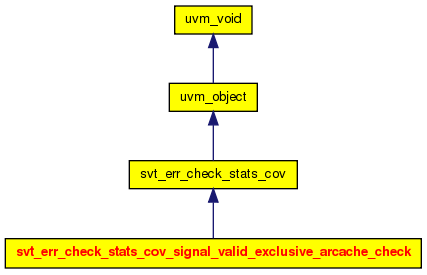 uvm_void
uvm_object
svt_err_check_stats_cov
svt_err_check_stats_cov_signal_valid_exclusive_arcache_check